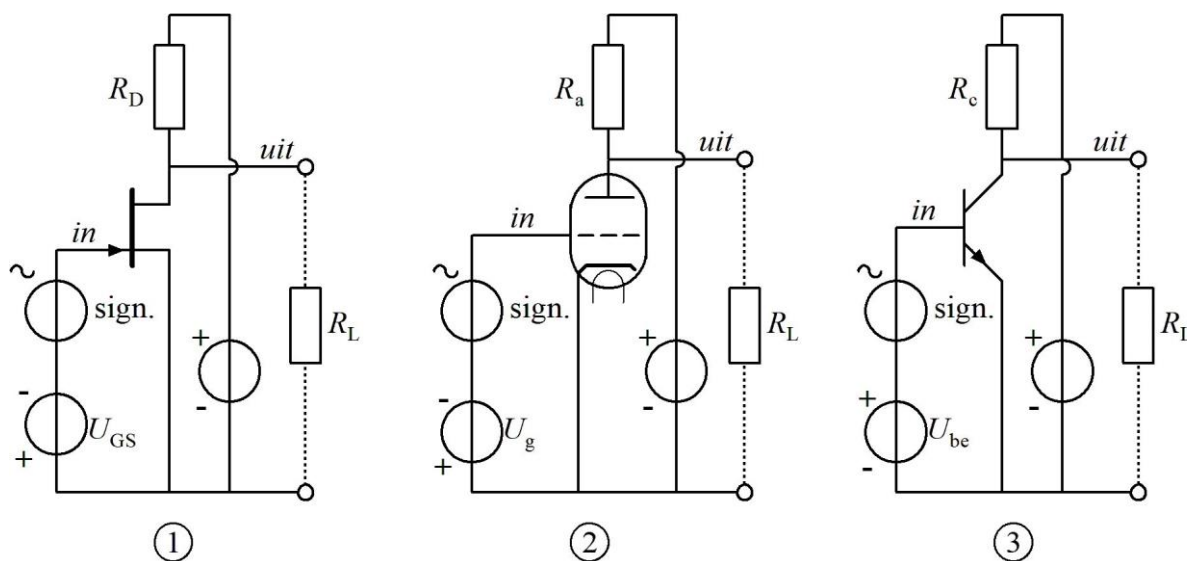 R_D
uit
in
~
sign.
+
-
R_L
-
U_GS
+
1
R_a
uit
in
~
sign.
+
-
R_L
-
U_g
+
2
R_c
uit
in
~
sign.
+
-
R_L
+
U_be
-
3